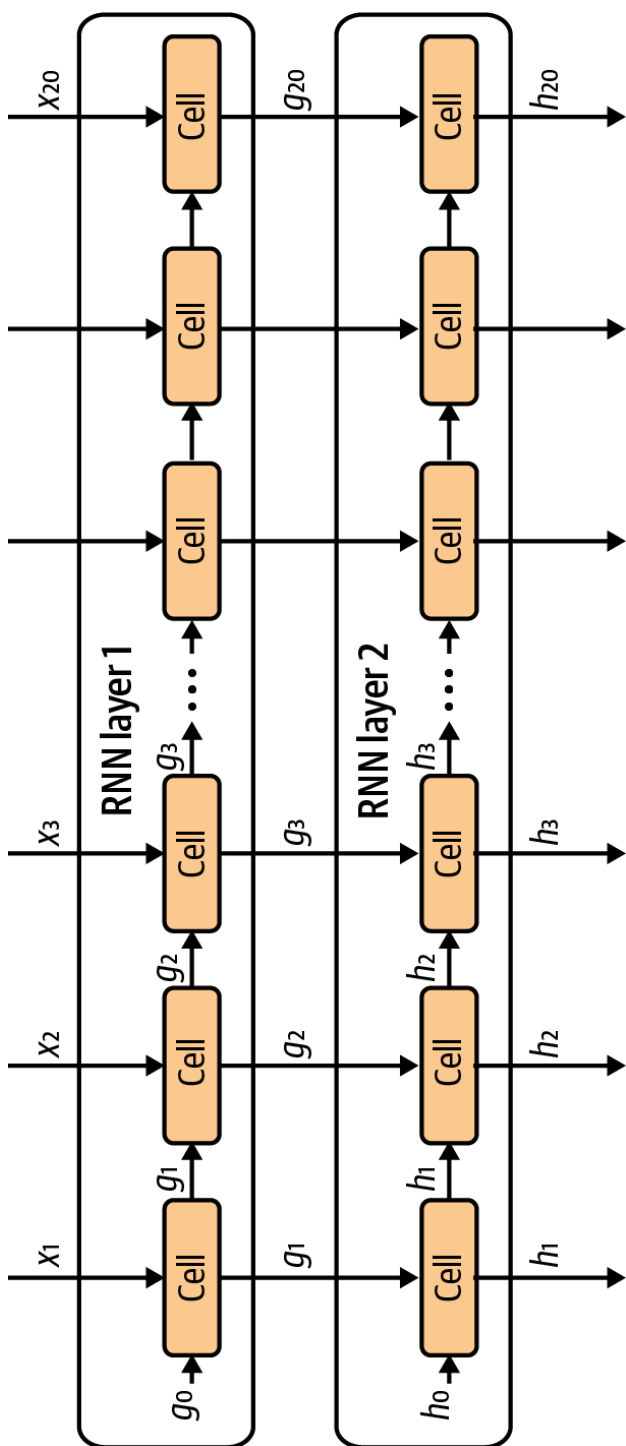 x₁ x₂ x₃ x₂₀
RNN layer 1
g₁ g₂ g₃
g₀ Cell Cell Cell .... Cell Cell Cell
g₁ g₂ g₃ g₂₀
RNN layer 2
h₁ h₂ h₃
h₀ Cell Cell Cell .... Cell Cell Cell
h₁ h₂ h₃ h₂₀